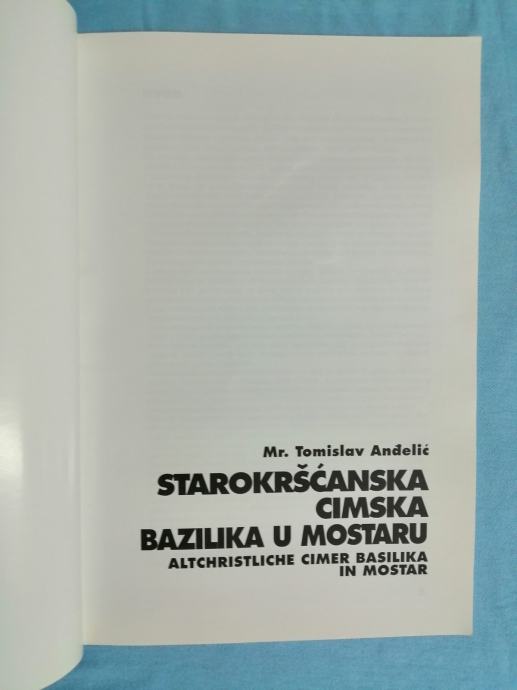 Mr. Tomislav Anđelić
STAROKRŠĆANSKA
CIMSKA
BAZILIKA U MOSTARU
ALTCHRISTLICHE CIMER BASILIKA
IN MOSTAR